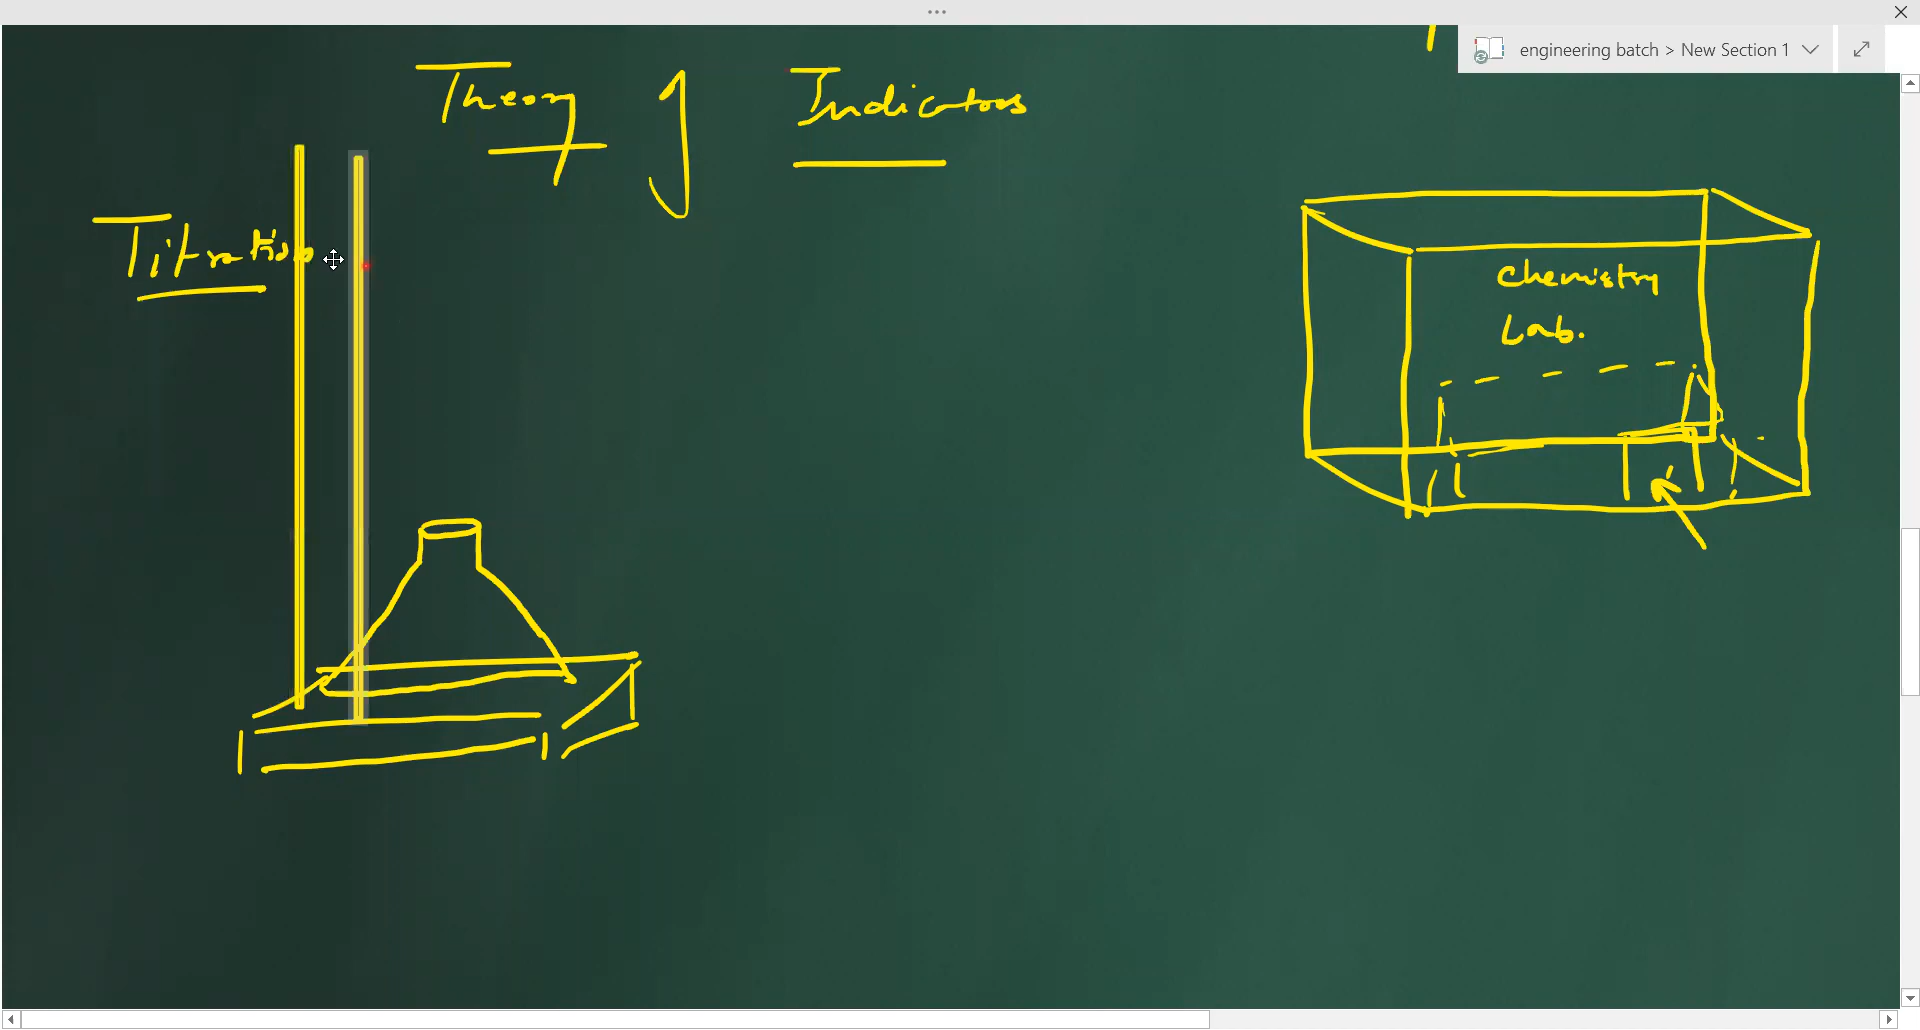 engineering batch > New Section 1
Theory of Indicators
Titration
Chemistry
Lab.